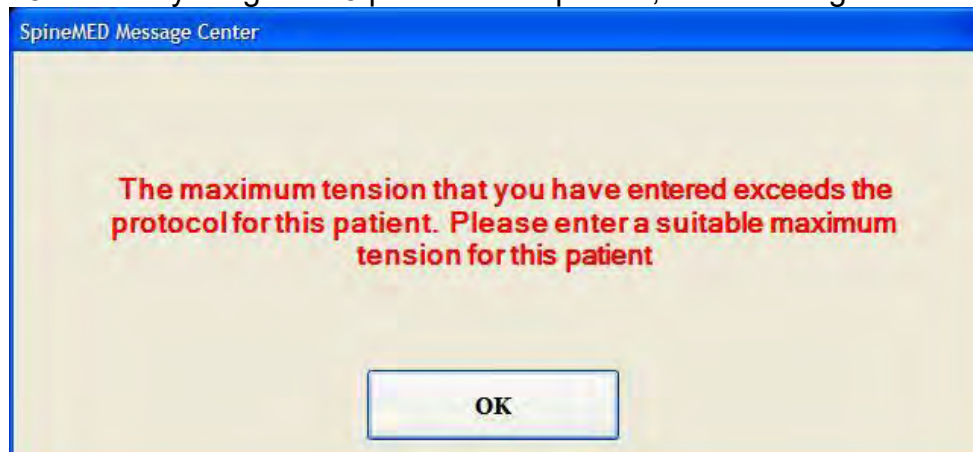 SpineMED Message Center
The maximum tension that you have entered exceeds the
protocol for this patient. Please enter a suitable maximum
tension for this patient
OK